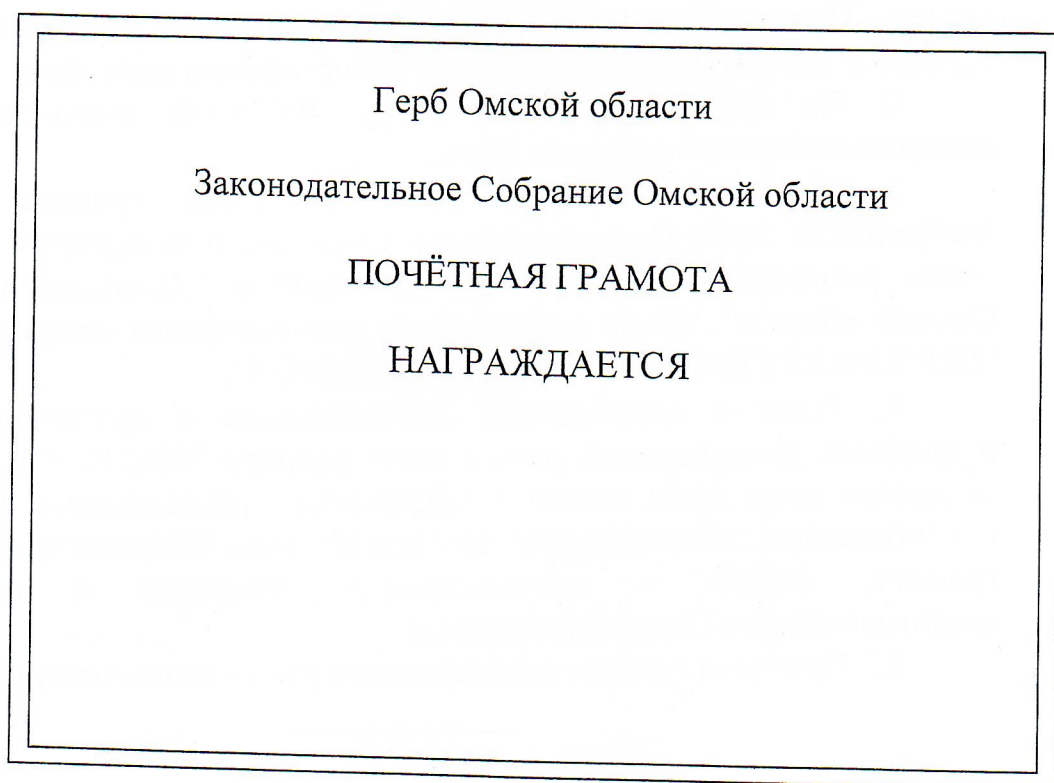 Герб Омской области
Законодательное Собрание Омской области
ПОЧЁТНАЯ ГРАМОТА
НАГРАЖДАЕТСЯ